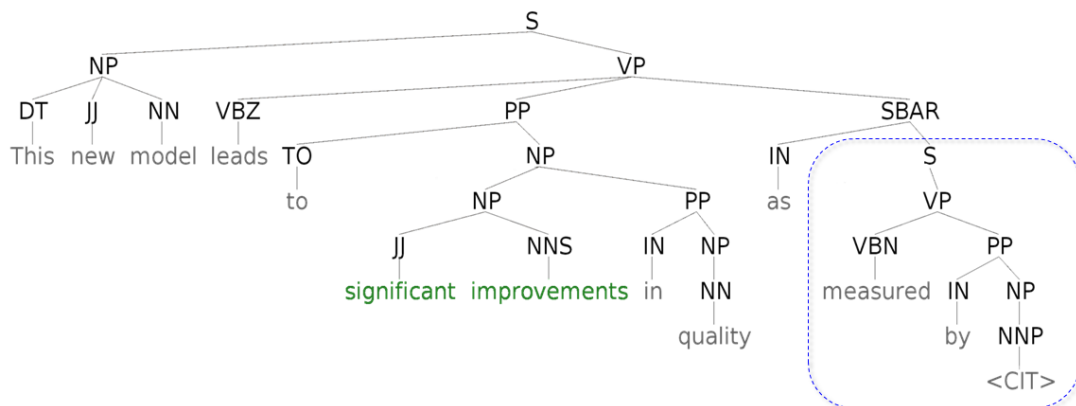 S
NP VP
DT JJ NN VBZ PP SBAR
This new model leads TO NP IN S
to NP PP as VP
JJ NNS IN NP VBN PP
significant improvements in NN measured IN NP
quality by NNP
<CIT>